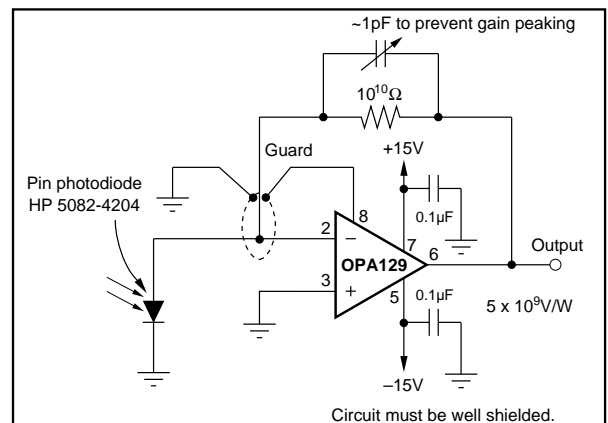 ~1pF to prevent gain peaking
10¹⁰Ω
Guard
+15V
Pin photodiode
HP 5082-4204
8
0.1µF
2
–
7
Output
OPA129
6
3
+
5
0.1µF
5 x 10⁹V/W
–15V
Circuit must be well shielded.